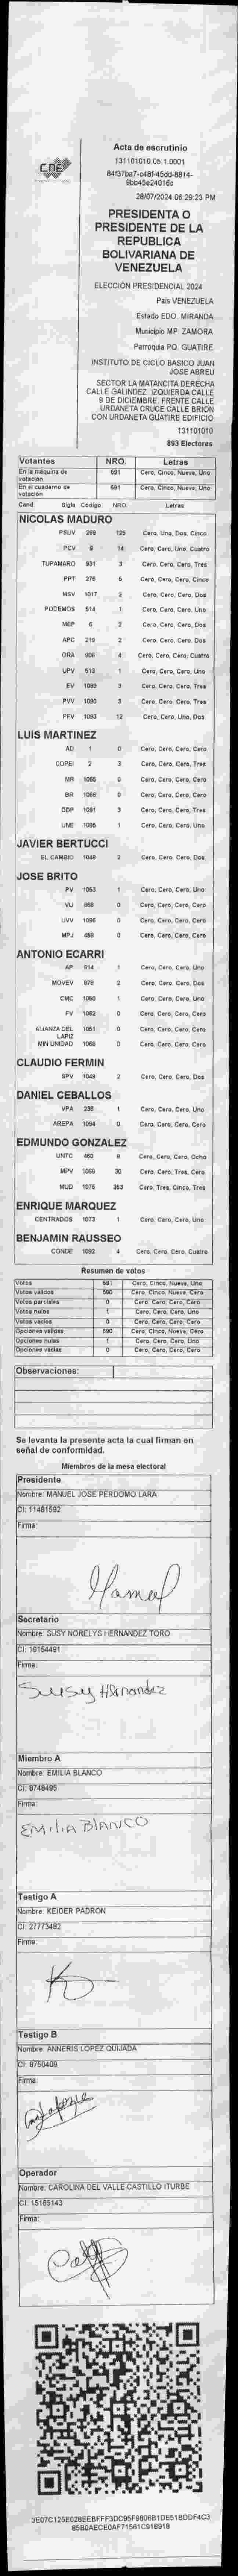 CNE
Acta de escrutinio
131101010.05.1.0001
84f37ba7-c48f-45dd-8814-
9bb45e24016c
28/07/2024 08:29:23 PM
PRESIDENTA O
PRESIDENTE DE LA
REPUBLICA
BOLIVARIANA DE
VENEZUELA
ELECCIÓN PRESIDENCIAL 2024
País VENEZUELA
Estado EDO. MIRANDA
Municipio MP. ZAMORA
Parroquia PQ. GUATIRE
INSTITUTO DE CICLO BASICO JUAN
JOSE ABREU
SECTOR LA MATANCITA DERECHA
CALLE GALINDEZ. IZQUIERDA CALLE
9 DE DICIEMBRE. FRENTE CALLE
URDANETA CRUCE CALLE BRION
CON URDANETA GUATIRE EDIFICIO
131101010
893 Electores
Votantes NRO. Letras
En la máquina de votación 591 Cero, Cinco, Nueve, Uno
En el cuaderno de votación 591 Cero, Cinco, Nueve, Uno
Cand Sigla Código NRO. Letras
NICOLAS MADURO
PSUV 269 125 Cero, Uno, Dos, Cinco
PCV 8 14 Cero, Cero, Uno, Cuatro
TUPAMARO 931 3 Cero, Cero, Cero, Tres
PPT 276 5 Cero, Cero, Cero, Cinco
MSV 1017 2 Cero, Cero, Cero, Dos
PODEMOS 514 1 Cero, Cero, Cero, Uno
MEP 6 2 Cero, Cero, Cero, Dos
APC 219 2 Cero, Cero, Cero, Dos
ORA 906 4 Cero, Cero, Cero, Cuatro
UPV 513 1 Cero, Cero, Cero, Uno
EV 1089 3 Cero, Cero, Cero, Tres
PVV 1090 3 Cero, Cero, Cero, Tres
PFV 1093 12 Cero, Cero, Uno, Dos
LUIS MARTINEZ
AD 1 0 Cero, Cero, Cero, Cero
COPEI 2 3 Cero, Cero, Cero, Tres
MR 1065 0 Cero, Cero, Cero, Cero
BR 1066 0 Cero, Cero, Cero, Cero
DDP 1091 3 Cero, Cero, Cero, Tres
UNE 1095 1 Cero, Cero, Cero, Uno
JAVIER BERTUCCI
EL CAMBIO 1048 2 Cero, Cero, Cero, Dos
JOSE BRITO
PV 1053 1 Cero, Cero, Cero, Uno
VU 868 0 Cero, Cero, Cero, Cero
UVV 1096 0 Cero, Cero, Cero, Cero
MPJ 458 0 Cero, Cero, Cero, Cero
ANTONIO ECARRI
AP 814 1 Cero, Cero, Cero, Uno
MOVEV 978 2 Cero, Cero, Cero, Dos
CMC 1080 1 Cero, Cero, Cero, Uno
FV 1082 0 Cero, Cero, Cero, Cero
ALIANZA DEL LAPIZ 1051 0 Cero, Cero, Cero, Cero
MIN UNIDAD 1068 0 Cero, Cero, Cero, Cero
CLAUDIO FERMIN
SPV 1049 2 Cero, Cero, Cero, Dos
DANIEL CEBALLOS
VPA 236 1 Cero, Cero, Cero, Uno
AREPA 1094 0 Cero, Cero, Cero, Cero
EDMUNDO GONZALEZ
UNTC 460 8 Cero, Cero, Cero, Ocho
MPV 1069 30 Cero, Cero, Tres, Cero
MUD 1075 353 Cero, Tres, Cinco, Tres
ENRIQUE MARQUEZ
CENTRADOS 1073 1 Cero, Cero, Cero, Uno
BENJAMIN RAUSSEO
CONDE 1092 4 Cero, Cero, Cero, Cuatro
Resumen de votos
Votos 591 Cero, Cinco, Nueve, Uno
Votos válidos 590 Cero, Cinco, Nueve, Cero
Votos parciales 0 Cero, Cero, Cero, Cero
Votos nulos 1 Cero, Cero, Cero, Uno
Votos vacíos 0 Cero, Cero, Cero, Cero
Opciones válidas 590 Cero, Cinco, Nueve, Cero
Opciones nulas 1 Cero, Cero, Cero, Uno
Opciones vacías 0 Cero, Cero, Cero, Cero
Observaciones:
Se levanta la presente acta la cual firman en
señal de conformidad.
Miembros de la mesa electoral
Presidente
Nombre: MANUEL JOSE PERDOMO LARA
CI: 11481592
Firma:
Manuel
Secretario
Nombre: SUSY NORELYS HERNANDEZ TORO
CI: 19154491
Firma:
Susy Hernandez
Miembro A
Nombre: EMILIA BLANCO
CI: 8748495
Firma:
EMILIA BLANCO
Testigo A
Nombre: KEIDER PADRON
CI: 27773482
Firma:
Testigo B
Nombre: ANNERIS LOPEZ QUIJADA
CI: 8750409
Firma:
Operador
Nombre: CAROLINA DEL VALLE CASTILLO ITURBE
CI: 15185143
Firma:
3E07C125E028EEBFFF3DC95F9806B1DE51BDDF4C3
85B0AECE0AF71561C918918